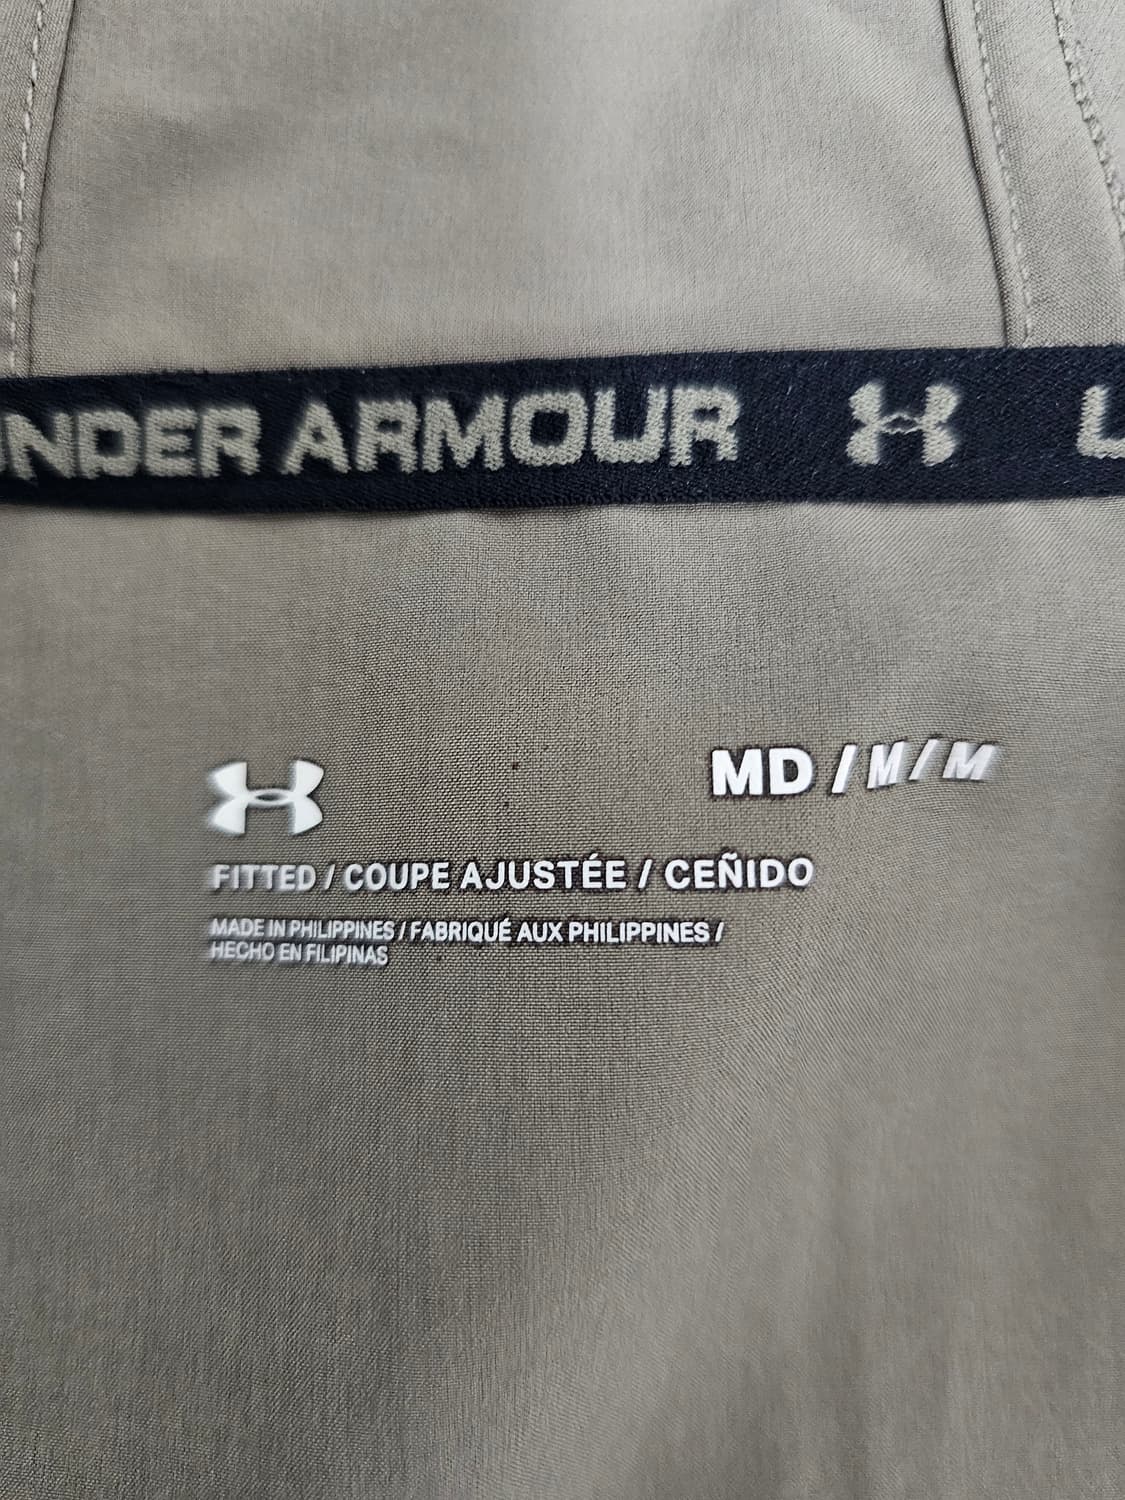 UNDER ARMOUR U
MD / M / M
FITTED / COUPE AJUSTÉE / CEÑIDO
MADE IN PHILIPPINES / FABRIQUÉ AUX PHILIPPINES /
HECHO EN FILIPINAS